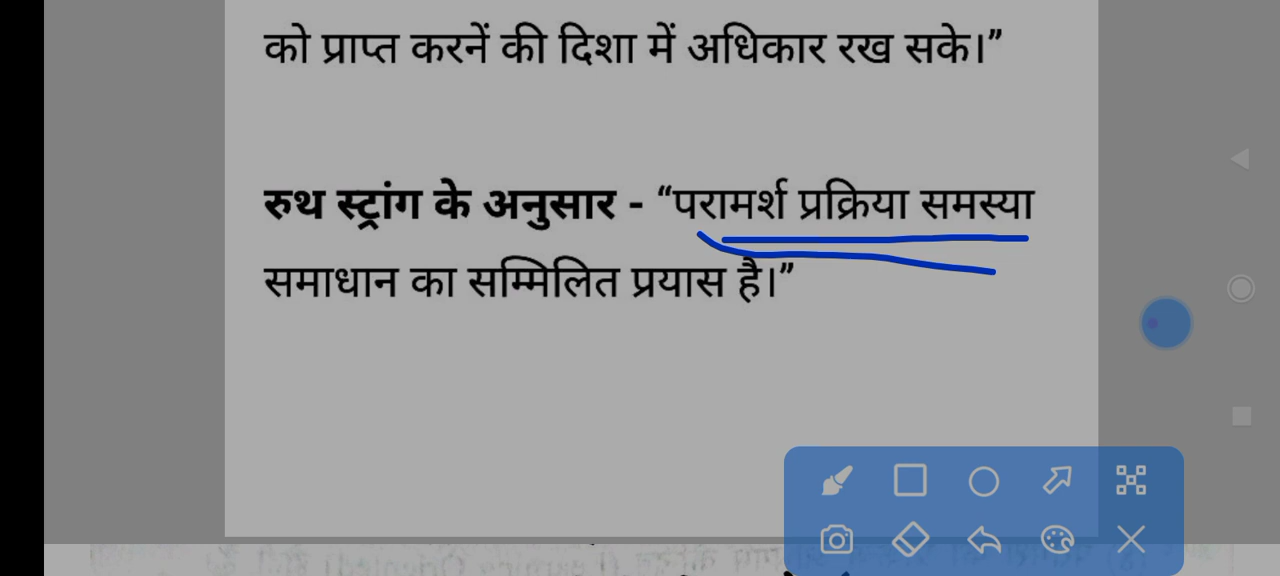 को प्राप्त करनें की दिशा में अधिकार रख सके।”
रुथ स्ट्रांग के अनुसार - “परामर्श प्रक्रिया समस्या
समाधान का सम्मिलित प्रयास है।”